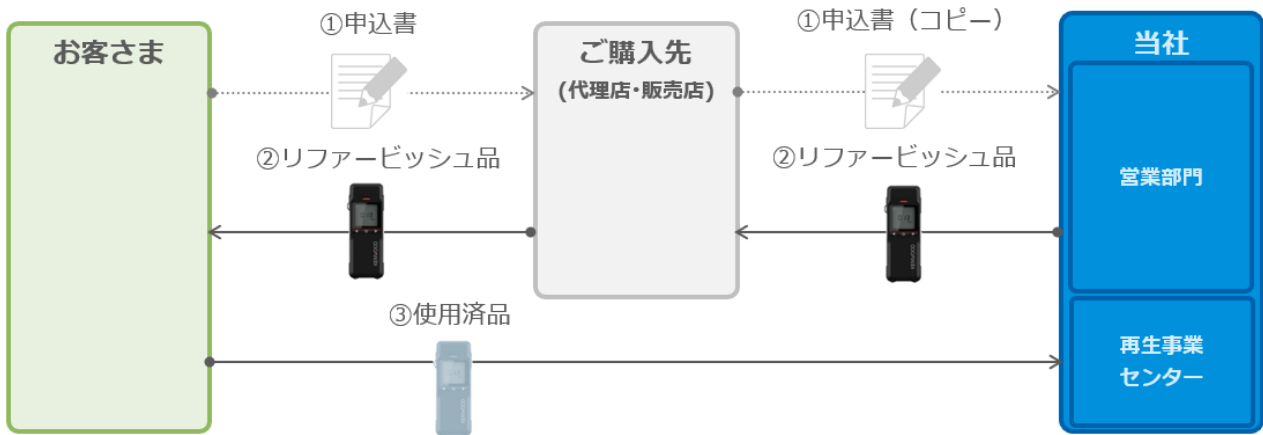 お客さま
①申込書
ご購入先
(代理店・販売店)
①申込書（コピー）
当社
②リファービッシュ品
②リファービッシュ品
営業部門
③使用済品
再生事業
センター